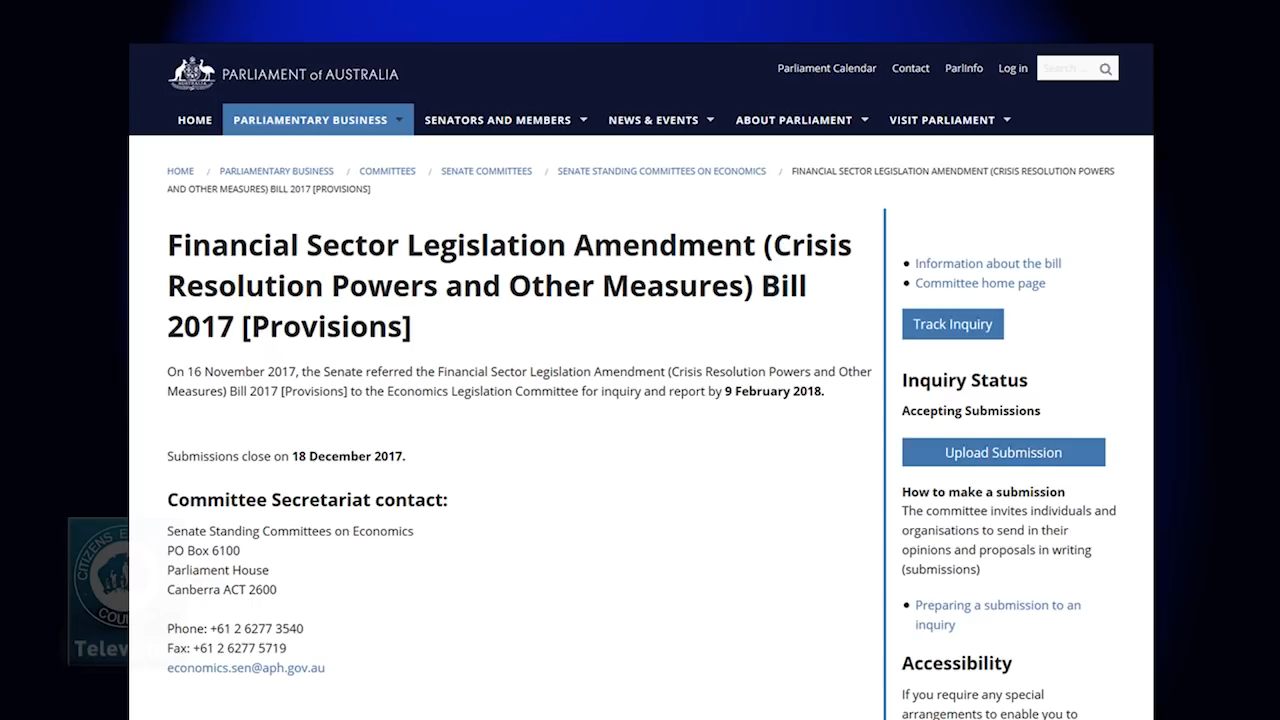 PARLIAMENT of AUSTRALIA
Parliament Calendar Contact ParlInfo Log in Search ...
HOME PARLIAMENTARY BUSINESS SENATORS AND MEMBERS NEWS & EVENTS ABOUT PARLIAMENT VISIT PARLIAMENT
HOME / PARLIAMENTARY BUSINESS / COMMITTEES / SENATE COMMITTEES / SENATE STANDING COMMITTEES ON ECONOMICS / FINANCIAL SECTOR LEGISLATION AMENDMENT (CRISIS RESOLUTION POWERS
AND OTHER MEASURES) BILL 2017 [PROVISIONS]
Financial Sector Legislation Amendment (Crisis
Resolution Powers and Other Measures) Bill
2017 [Provisions]
On 16 November 2017, the Senate referred the Financial Sector Legislation Amendment (Crisis Resolution Powers and Other
Measures) Bill 2017 [Provisions] to the Economics Legislation Committee for inquiry and report by 9 February 2018.
Submissions close on 18 December 2017.
Committee Secretariat contact:
Senate Standing Committees on Economics
PO Box 6100
Parliament House
Canberra ACT 2600
Phone: +61 2 6277 3540
Fax: +61 2 6277 5719
economics.sen@aph.gov.au
Information about the bill
Committee home page
Track Inquiry
Inquiry Status
Accepting Submissions
Upload Submission
How to make a submission
The committee invites individuals and
organisations to send in their
opinions and proposals in writing
(submissions)
Preparing a submission to an
inquiry
Accessibility
If you require any special
arrangements to enable you to
CITIZENS